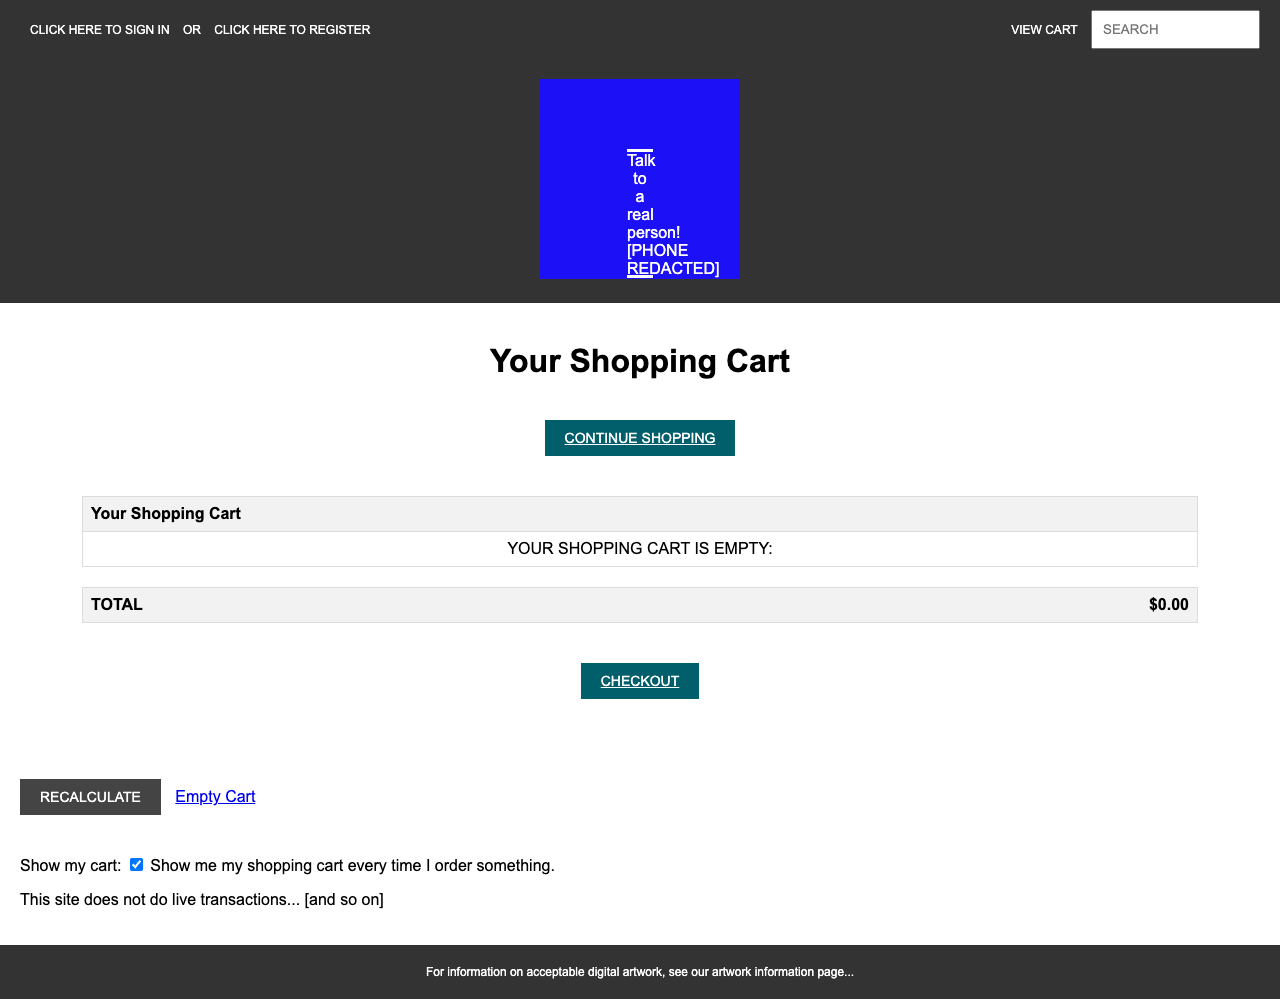 CLICK HERE TO SIGN IN OR CLICK HERE TO REGISTER VIEW CART SEARCH
Talk
to
a
real
person!
[PHONE
REDACTED]
Your Shopping Cart
CONTINUE SHOPPING
Your Shopping Cart
YOUR SHOPPING CART IS EMPTY:
TOTAL $0.00
CHECKOUT
RECALCULATE Empty Cart
Show my cart: Show me my shopping cart every time I order something.
This site does not do live transactions... [and so on]
For information on acceptable digital artwork, see our artwork information page...